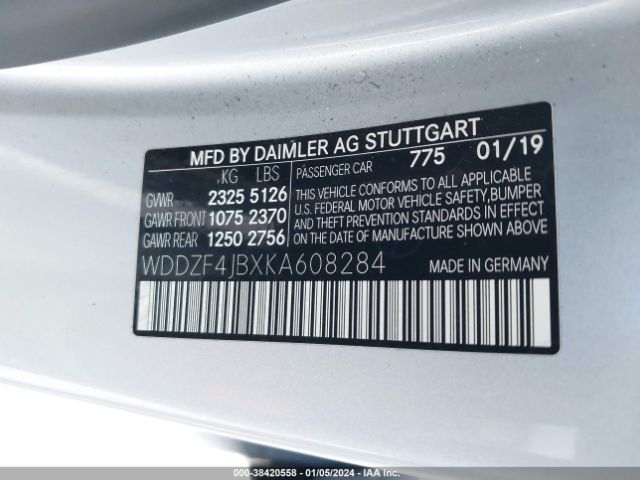 MFD BY DAIMLER AG STUTTGART
KG LBS PASSENGER CAR 775 01/19
GVWR 2325 5126
GAWR FRONT 1075 2370
GAWR REAR 1250 2756
THIS VEHICLE CONFORMS TO ALL APPLICABLE
U.S. FEDERAL MOTOR VEHICLE SAFETY,BUMPER
AND THEFT PREVENTION STANDARDS IN EFFECT
ON THE DATE OF MANUFACTURE SHOWN ABOVE
WDDZF4JBXKA608284 MADE IN GERMANY
000-38420558 - 01/05/2024 - IAA Inc.